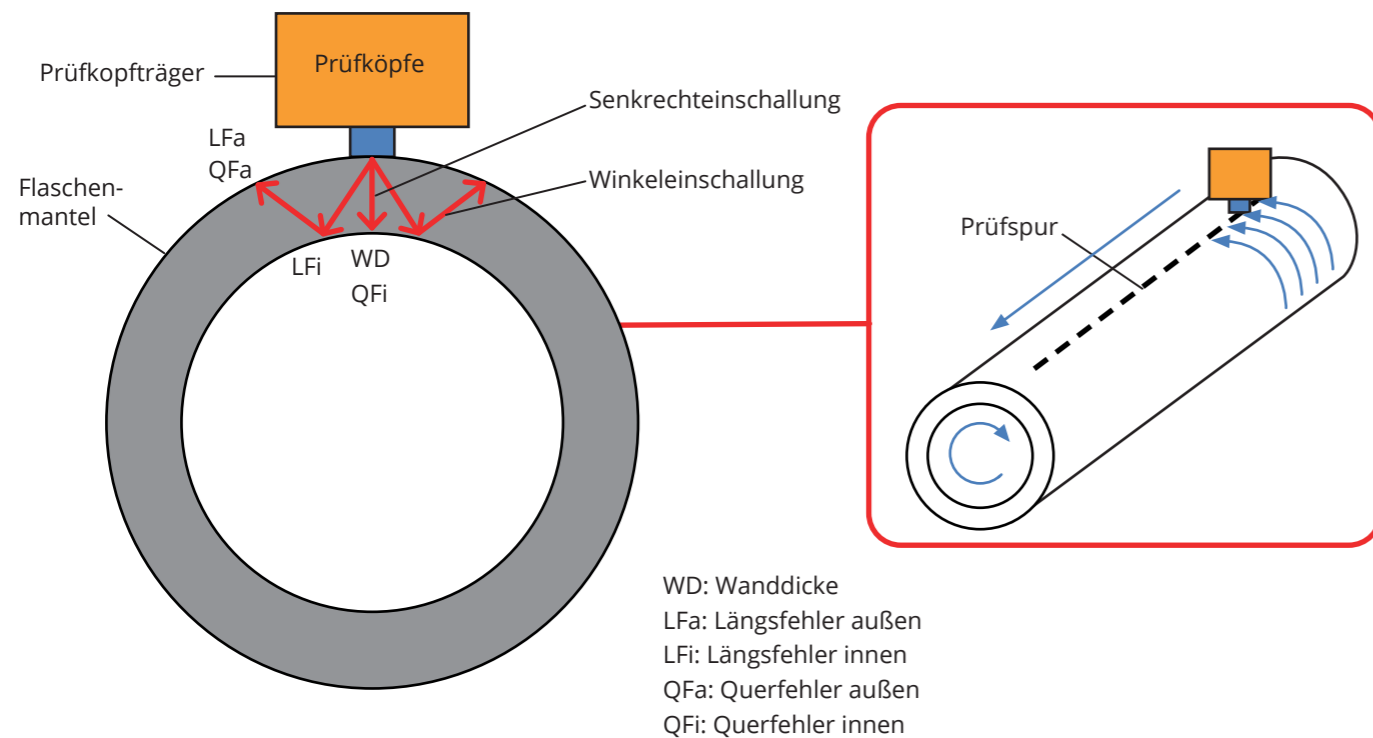 Prüfköpfe
Prüfkopfträger
Senkrechteinschallung
LFa
QFa
Winkeleinschallung
Flaschen-
mantel
LFi
WD
QFi
Prüfspur
WD: Wanddicke
LFa: Längsfehler außen
LFi: Längsfehler innen
QFa: Querfehler außen
QFi: Querfehler innen